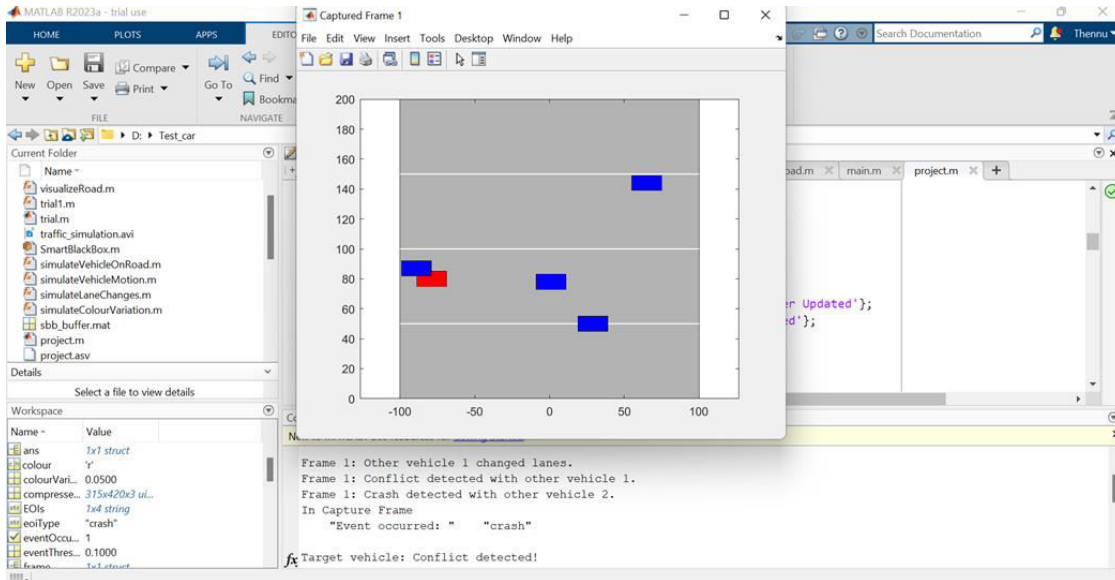 MATLAB R2023a - trial use
Captured Frame 1
HOME PLOTS APPS EDITO
File Edit View Insert Tools Desktop Window Help
Search Documentation
Thennu
New Open Save
Compare
Print
Go To
Find
Bookma
FILE
NAVIGATE
D: Test_car
Current Folder
Name
visualizeRoad.m
trial1.m
trial.m
traffic_simulation.avi
SmartBlackBox.m
simulateVehicleOnRoad.m
simulateVehicleMotion.m
simulateLaneChanges.m
simulateColourVariation.m
sbb_buffer.mat
project.m
project.asv
Details
Select a file to view details
Workspace
Name Value
ans 1x1 struct
colour 'r'
colourVari... 0.0500
compresse... 315x420x3 ui...
EOIs 1x4 string
eoiType "crash"
eventOccu... 1
eventThres... 0.1000
frame 1x1 struct
200
180
160
140
120
100
80
60
40
20
0
-100 -50 0 50 100
oad.m main.m project.m
er Updated'};
ed'};
Frame 1: Other vehicle 1 changed lanes.
Frame 1: Conflict detected with other vehicle 1.
Frame 1: Crash detected with other vehicle 2.
In Capture Frame
"Event occurred: " "crash"
fx Target vehicle: Conflict detected!